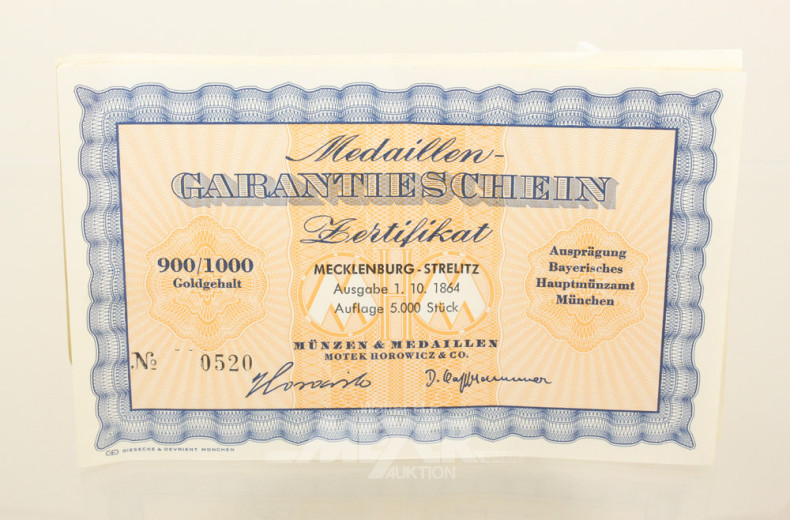 Medaillen-
GARANTIESCHEIN
Zertifikat
900/1000
Goldgehalt
MECKLENBURG-STRELITZ
Ausgabe 1. 10. 1864
Auflage 5.000 Stück
Ausprägung
Bayerisches
Hauptmünzamt
München
MÜNZEN & MEDAILLEN
MOTEK HOROWICZ & CO.
No 0520
GIESECKE & DEVRIENT MÜNCHEN
AUKTION